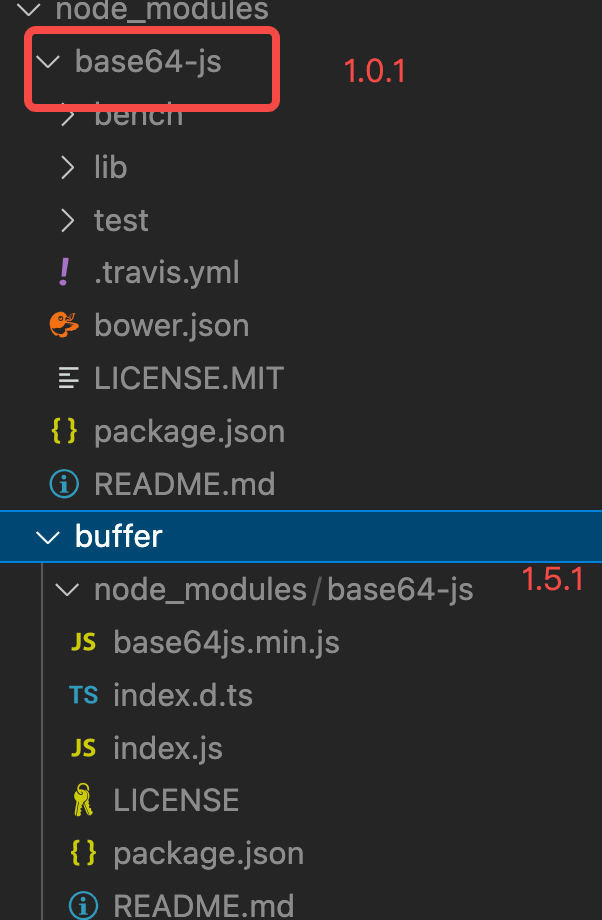 node_modules
base64-js
1.0.1
bench
lib
test
! .travis.yml
bower.json
LICENSE.MIT
{} package.json
README.md
buffer
node_modules/base64-js
1.5.1
JS base64js.min.js
TS index.d.ts
JS index.js
LICENSE
{} package.json
README.md